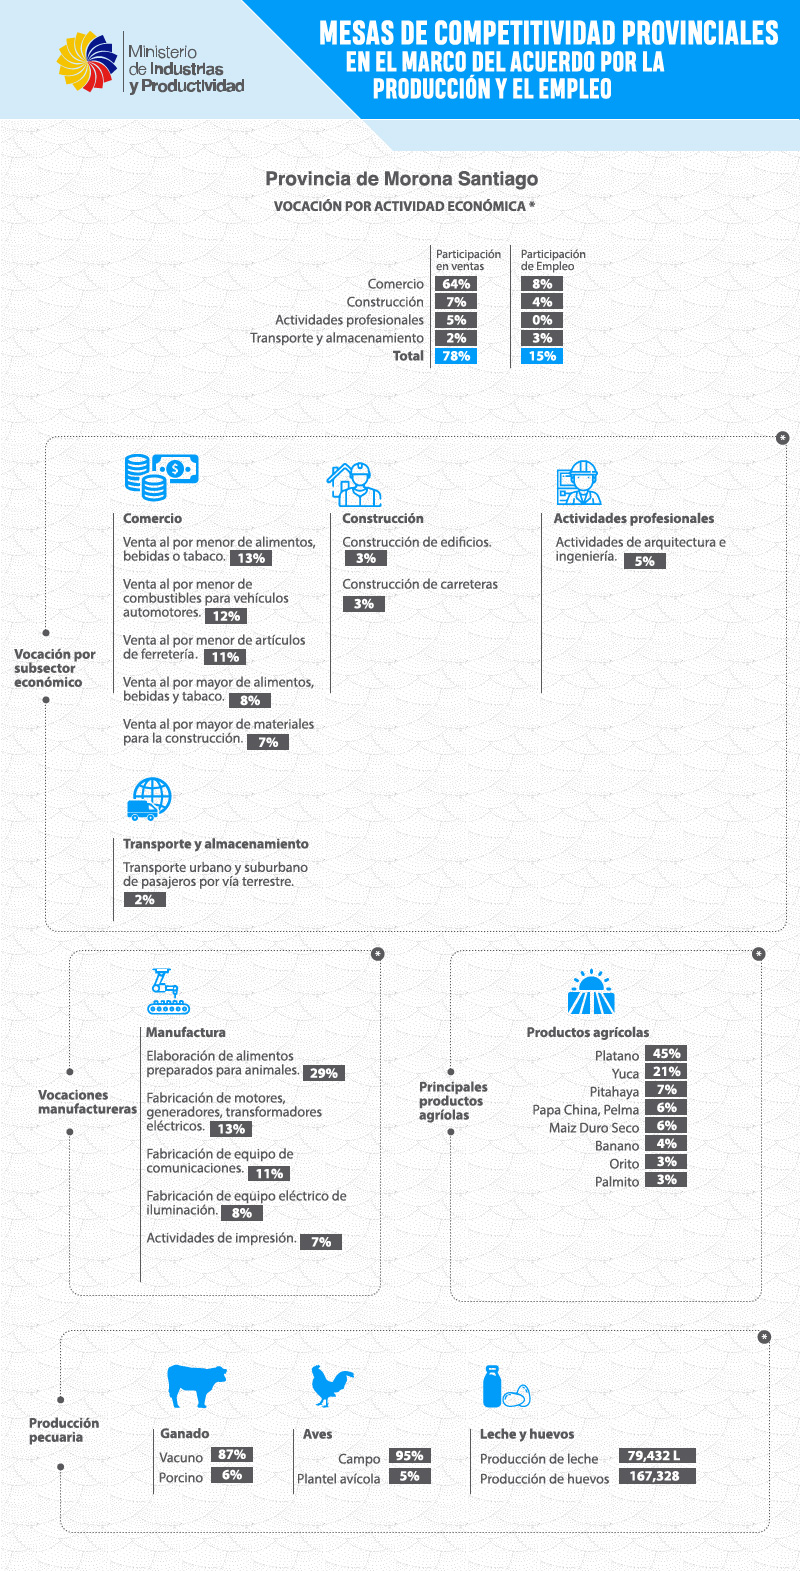 Ministerio
de Industrias
y Productividad
MESAS DE COMPETITIVIDAD PROVINCIALES
EN EL MARCO DEL ACUERDO POR LA
PRODUCCIÓN Y EL EMPLEO
Provincia de Morona Santiago
VOCACIÓN POR ACTIVIDAD ECONÓMICA *
Participación
en ventas
Participación
de Empleo
Comercio 64% 8%
Construcción 7% 4%
Actividades profesionales 5% 0%
Transporte y almacenamiento 2% 3%
Total 78% 15%
*
Vocación por
subsector
económico
Comercio
Venta al por menor de alimentos,
bebidas o tabaco. 13%
Venta al por menor de
combustibles para vehículos
automotores. 12%
Venta al por menor de artículos
de ferretería. 11%
Venta al por mayor de alimentos,
bebidas y tabaco. 8%
Venta al por mayor de materiales
para la construcción. 7%
Construcción
Construcción de edificios.
3%
Construcción de carreteras
3%
Actividades profesionales
Actividades de arquitectura e
ingeniería. 5%
Transporte y almacenamiento
Transporte urbano y suburbano
de pasajeros por vía terrestre.
2%
*
Vocaciones
manufactureras
Manufactura
Elaboración de alimentos
preparados para animales. 29%
Fabricación de motores,
generadores, transformadores
eléctricos. 13%
Fabricación de equipo de
comunicaciones. 11%
Fabricación de equipo eléctrico de
iluminación. 8%
Actividades de impresión. 7%
*
Principales
productos
agríolas
Productos agrícolas
Platano 45%
Yuca 21%
Pitahaya 7%
Papa China, Pelma 6%
Maiz Duro Seco 6%
Banano 4%
Orito 3%
Palmito 3%
*
Producción
pecuaria
Ganado
Vacuno 87%
Porcino 6%
Aves
Campo 95%
Plantel avícola 5%
Leche y huevos
Producción de leche 79,432 L
Producción de huevos 167,328